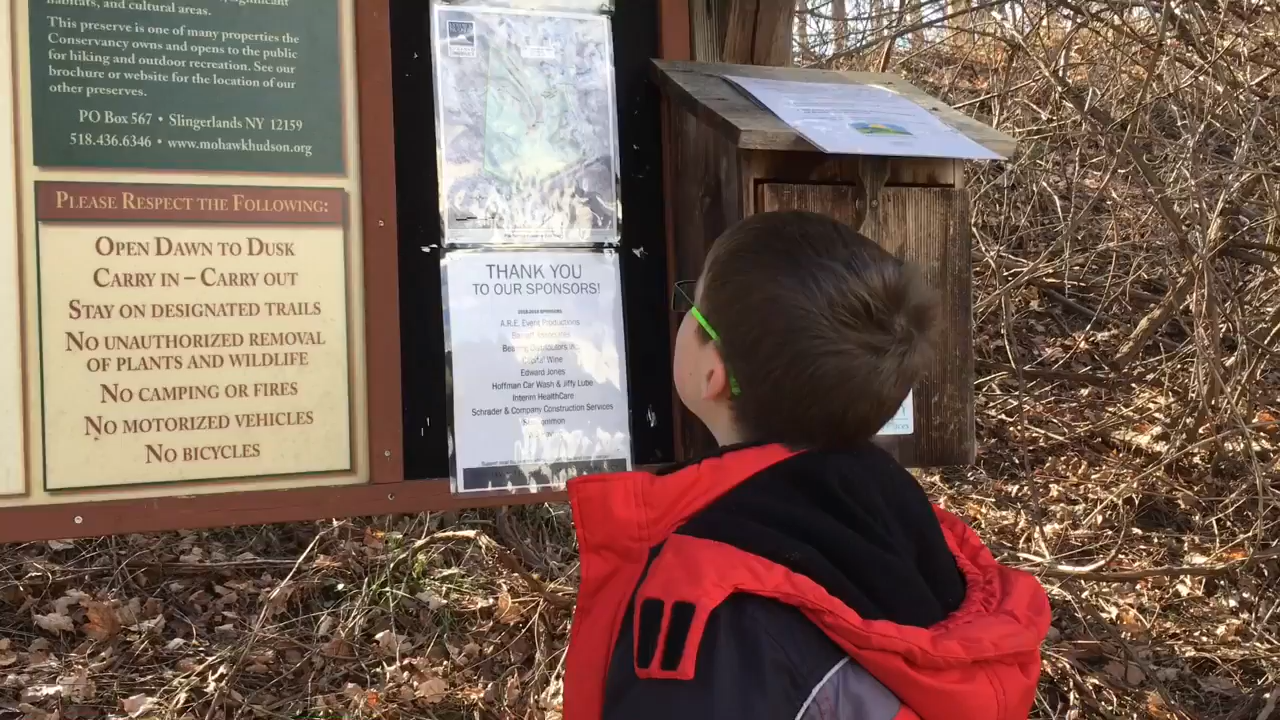 habitats, and cultural areas.
This preserve is one of many properties the
Conservancy owns and opens to the public
for hiking and outdoor recreation. See our
brochure or website for the location of our
other preserves.
PO Box 567 • Slingerlands NY 12159
518.436.6346 • www.mohawkhudson.org
PLEASE RESPECT THE FOLLOWING:
OPEN DAWN TO DUSK
CARRY IN – CARRY OUT
STAY ON DESIGNATED TRAILS
NO UNAUTHORIZED REMOVAL
OF PLANTS AND WILDLIFE
NO CAMPING OR FIRES
NO MOTORIZED VEHICLES
NO BICYCLES
THANK YOU
TO OUR SPONSORS!
A.R.E. Event Productions
Capital Wine
Edward Jones
Hoffman Car Wash & Jiffy Lube
Interim HealthCare
Schrader & Company Construction Services